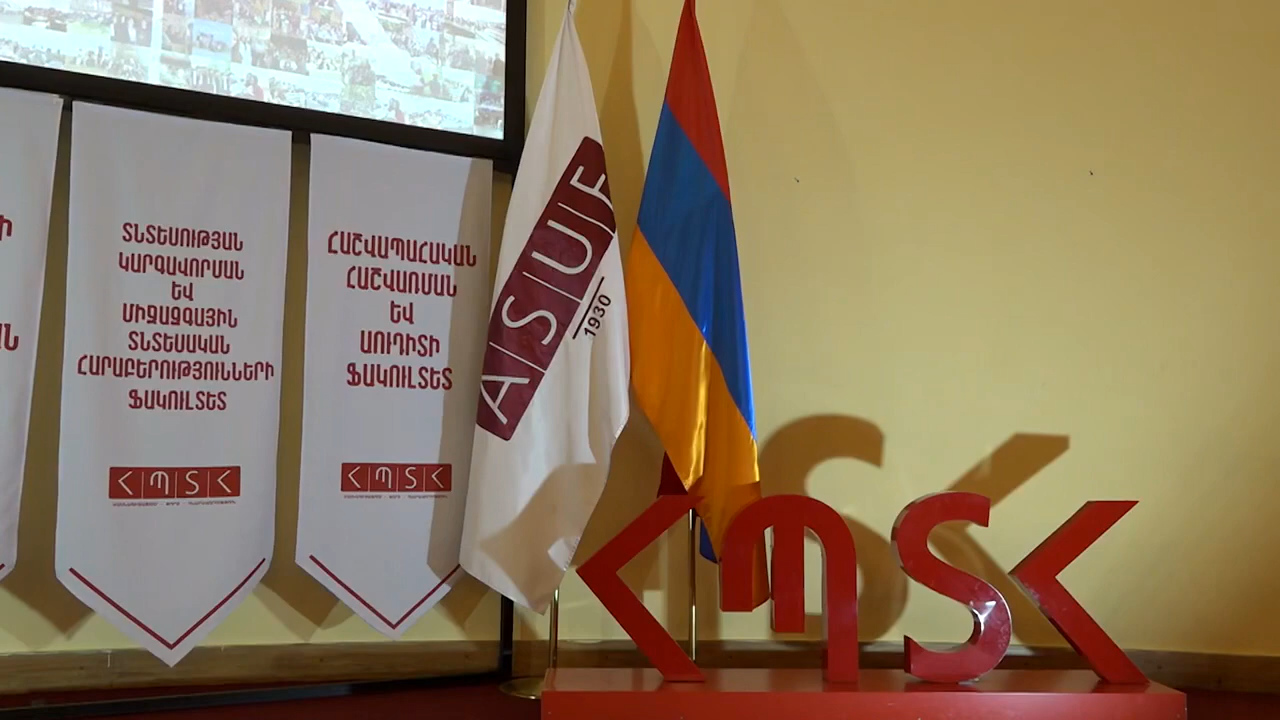 ՏՆՏԵՍՈՒԹՅԱՆ
ԿԱՐԳԱՎՈՐՄԱՆ
ԵՎ
ՄԻՋԱԶԳԱՅԻՆ
ՏՆՏԵՍԱԿԱՆ
ՀԱՐԱԲԵՐՈՒԹՅՈՒՆՆԵՐԻ
ՖԱԿՈՒԼՏԵՏ
ՀՊՏՀ
ՀԱՇՎԱՊԱՀԱԿԱՆ
ՀԱՇՎԱՌՄԱՆ
ԵՎ
ԱՈՒԴԻՏԻ
ՖԱԿՈՒԼՏԵՏ
ՀՊՏՀ
ASUE
1930
ՀՊՏՀ